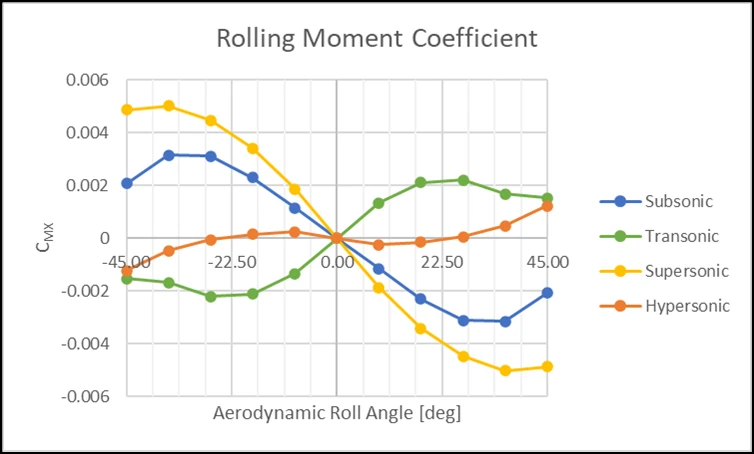 Rolling Moment Coefficient
0.006
0.004
0.002
0
-0.002
-0.004
-0.006
-45.00 -22.50 0.00 22.50 45.00
CMX
Aerodynamic Roll Angle [deg]
Subsonic
Transonic
Supersonic
Hypersonic